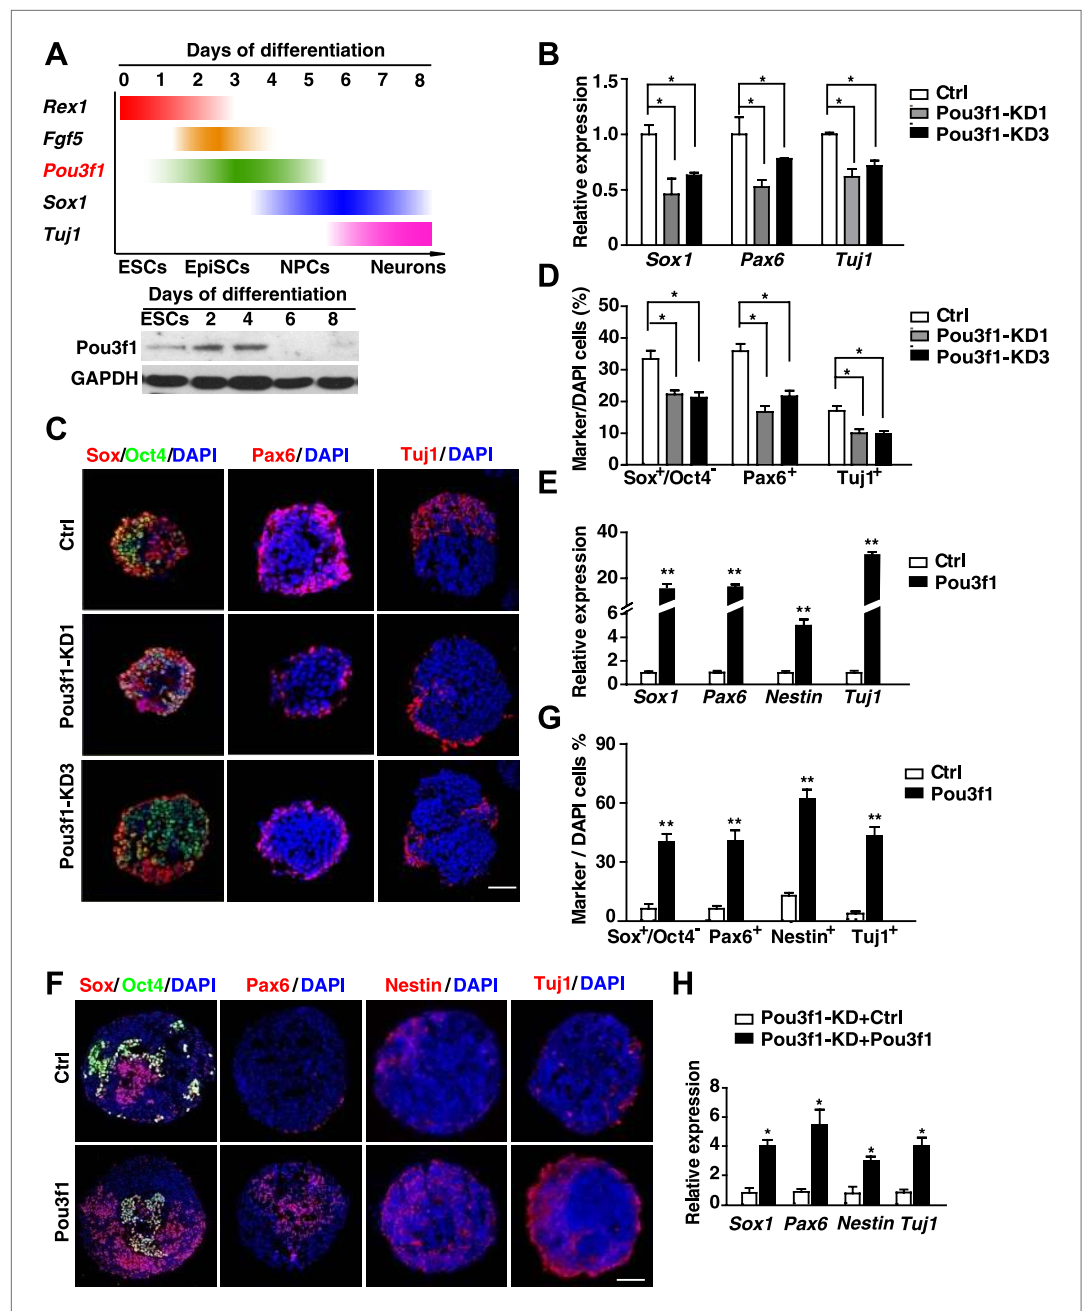 A
Days of differentiation
0 1 2 3 4 5 6 7 8
Rex1
Fgf5
Pou3f1
Sox1
Tuj1
ESCs EpiSCs NPCs Neurons
Days of differentiation
ESCs 2 4 6 8
Pou3f1
GAPDH
B
Relative expression
1.5
1.0
0.5
0
* * * * * *
Sox1 Pax6 Tuj1
Ctrl
Pou3f1-KD1
Pou3f1-KD3
C
Sox/Oct4/DAPI Pax6/DAPI Tuj1/DAPI
Ctrl
Pou3f1-KD1
Pou3f1-KD3
D
Marker/DAPI cells (%)
50
40
30
20
10
0
* * * * * *
Sox⁺/Oct4⁻ Pax6⁺ Tuj1⁺
Ctrl
Pou3f1-KD1
Pou3f1-KD3
E
Relative expression
40
20
6
4
2
0
** ** ** **
Sox1 Pax6 Nestin Tuj1
Ctrl
Pou3f1
G
Marker / DAPI cells %
90
60
30
0
** ** ** **
Sox⁺/Oct4⁻ Pax6⁺ Nestin⁺ Tuj1⁺
Ctrl
Pou3f1
F
Sox/Oct4/DAPI Pax6/DAPI Nestin/DAPI Tuj1/DAPI
Ctrl
Pou3f1
H
Pou3f1-KD+Ctrl
Pou3f1-KD+Pou3f1
Relative expression
8
6
4
2
0
* * * *
Sox1 Pax6 Nestin Tuj1